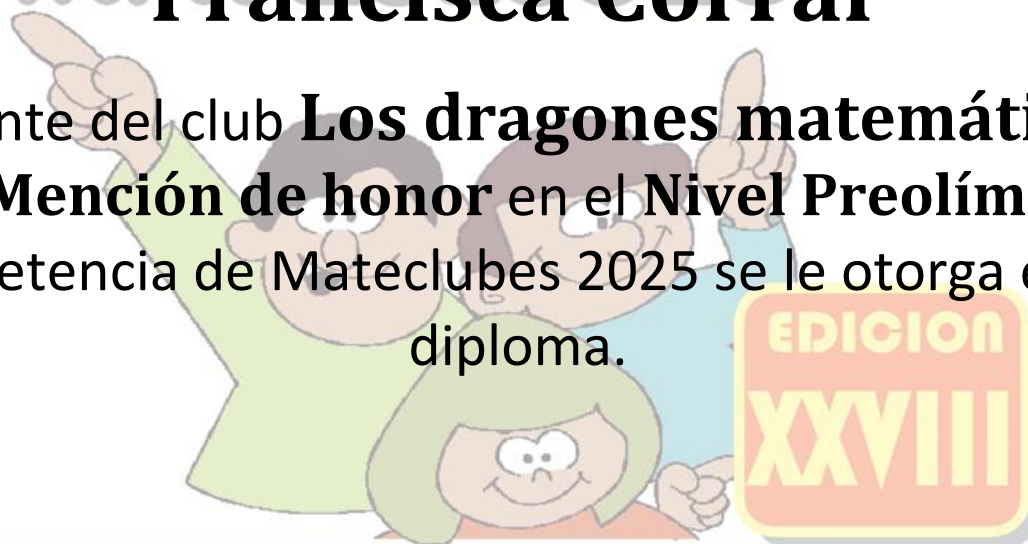 Francisca Corral
nte del club Los dragones matemáti
Mención de honor en el Nivel Preolím
etencia de Mateclubes 2025 se le otorga e
diploma.
EDICION
XXVIII